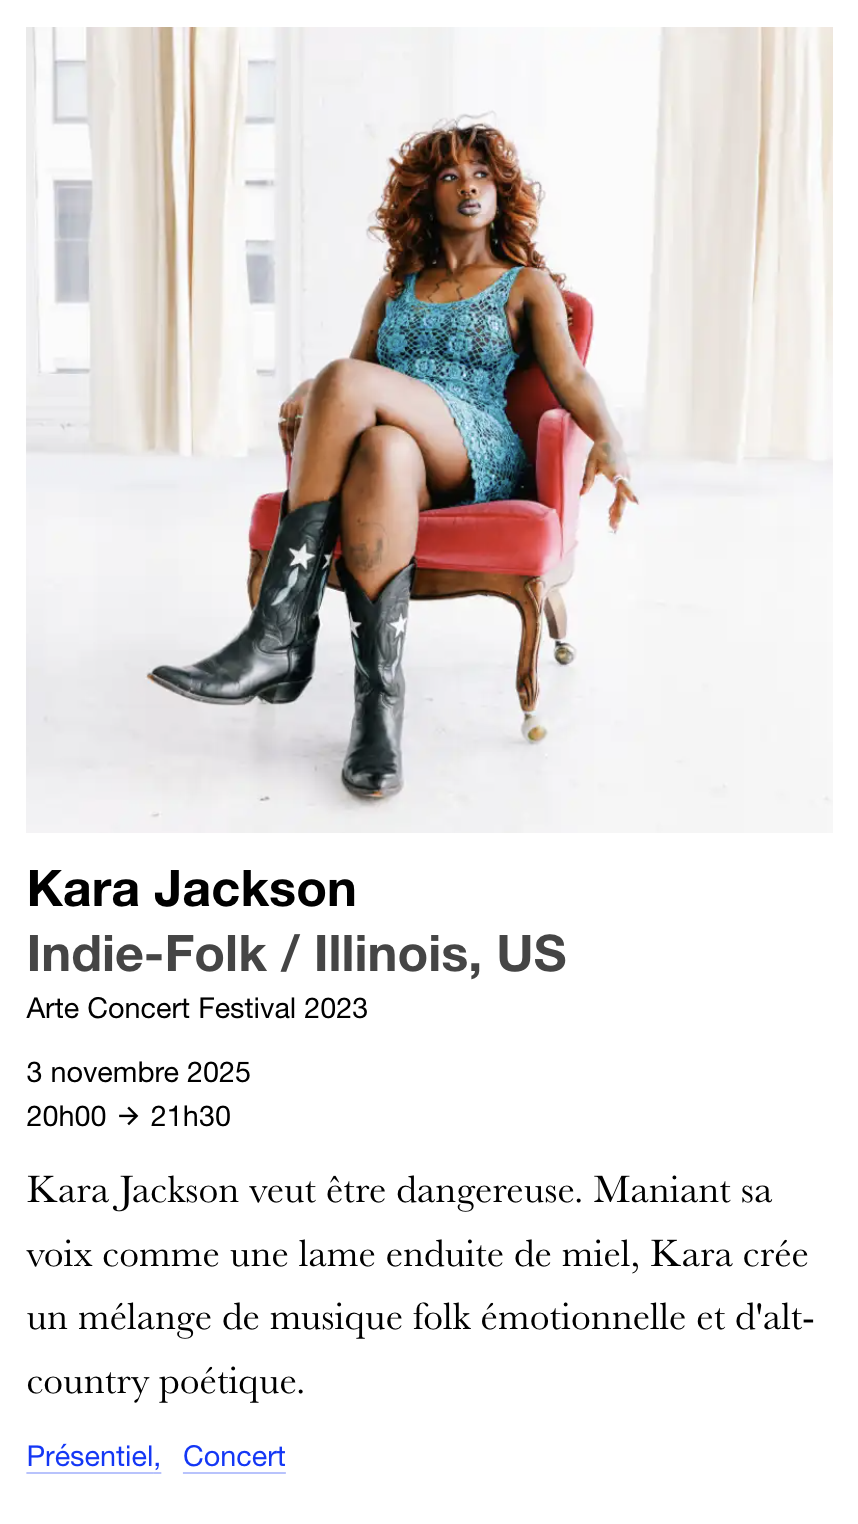 Kara Jackson
Indie-Folk / Illinois, US
Arte Concert Festival 2023
3 novembre 2025
20h00 → 21h30
Kara Jackson veut être dangereuse. Maniant sa
voix comme une lame enduite de miel, Kara crée
un mélange de musique folk émotionnelle et d'alt-
country poétique.
Présentiel, Concert